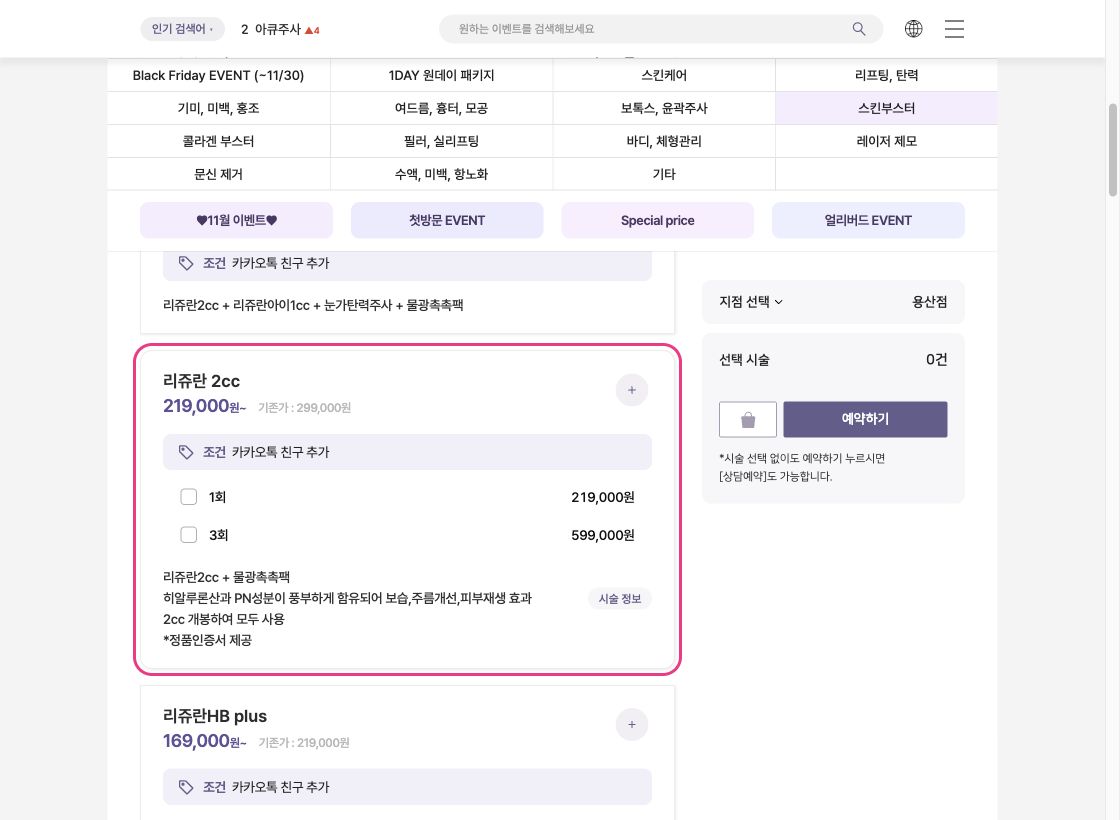 인기 검색어 · 2 아큐주사 ▲4 원하는 이벤트를 검색해보세요
Black Friday EVENT (~11/30) 1DAY 원데이 패키지 스킨케어 리프팅, 탄력
기미, 미백, 홍조 여드름, 흉터, 모공 보톡스, 윤곽주사 스킨부스터
콜라겐 부스터 필러, 실리프팅 바디, 체형관리 레이저 제모
문신 제거 수액, 미백, 항노화 기타
♥11월 이벤트♥ 첫방문 EVENT Special price 얼리버드 EVENT
조건 카카오톡 친구 추가
리쥬란2cc + 리쥬란아이1cc + 눈가탄력주사 + 물광촉촉팩
리쥬란 2cc
+
219,000원~ 기존가 : 299,000원
조건 카카오톡 친구 추가
1회 219,000원
3회 599,000원
리쥬란2cc + 물광촉촉팩
히알루론산과 PN성분이 풍부하게 함유되어 보습,주름개선,피부재생 효과
2cc 개봉하여 모두 사용
*정품인증서 제공
시술 정보
리쥬란HB plus
+
169,000원~ 기존가 : 219,000원
조건 카카오톡 친구 추가
지점 선택 용산점
선택 시술 0건
예약하기
*시술 선택 없이도 예약하기 누르시면
[상담예약]도 가능합니다.